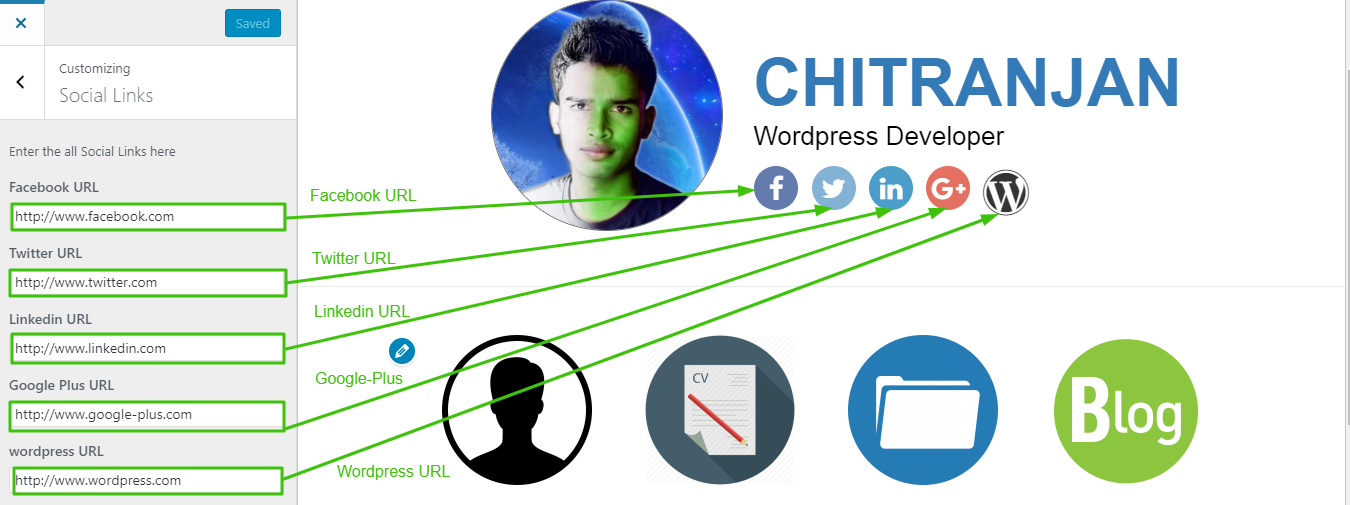 Saved
Customizing
Social Links
Enter the all Social Links here
Facebook URL
http://www.facebook.com
Twitter URL
http://www.twitter.com
Linkedin URL
http://www.linkedin.com
Google Plus URL
http://www.google-plus.com
wordpress URL
http://www.wordpress.com
Facebook URL
Twitter URL
Linkedin URL
Google-Plus
Wordpress URL
CHITRANJAN
Wordpress Developer
f
in
G+
W
CV
Blog